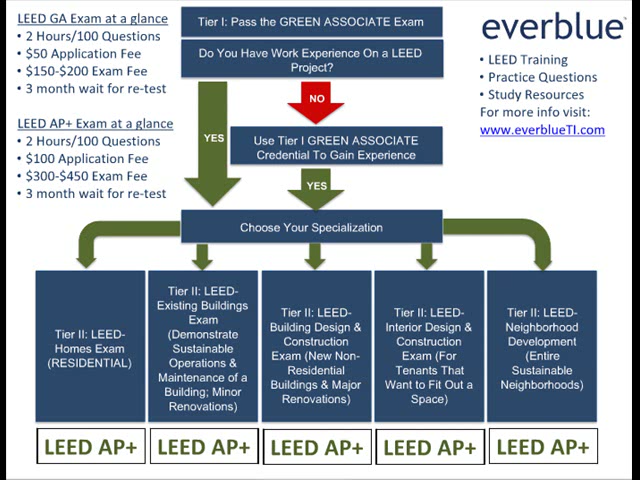 LEED GA Exam at a glance
• 2 Hours/100 Questions
• $50 Application Fee
• $150-$200 Exam Fee
• 3 month wait for re-test
LEED AP+ Exam at a glance
• 2 Hours/100 Questions
• $100 Application Fee
• $300-$450 Exam Fee
• 3 month wait for re-test
Tier I: Pass the GREEN ASSOCIATE Exam
Do You Have Work Experience On a LEED
Project?
everblue™
• LEED Training
• Practice Questions
• Study Resources
For more info visit:
www.everblueTI.com
NO
YES
Use Tier I GREEN ASSOCIATE
Credential To Gain Experience
YES
Choose Your Specialization
Tier II: LEED-
Homes Exam
(RESIDENTIAL)
Tier II: LEED-
Existing Buildings
Exam
(Demonstrate
Sustainable
Operations &
Maintenance of a
Building; Minor
Renovations)
Tier II: LEED-
Building Design &
Construction
Exam (New Non-
Residential
Buildings & Major
Renovations)
Tier II: LEED-
Interior Design &
Construction
Exam (For
Tenants That
Want to Fit Out a
Space)
Tier II: LEED-
Neighborhood
Development
(Entire
Sustainable
Neighborhoods)
LEED AP+
LEED AP+
LEED AP+
LEED AP+
LEED AP+